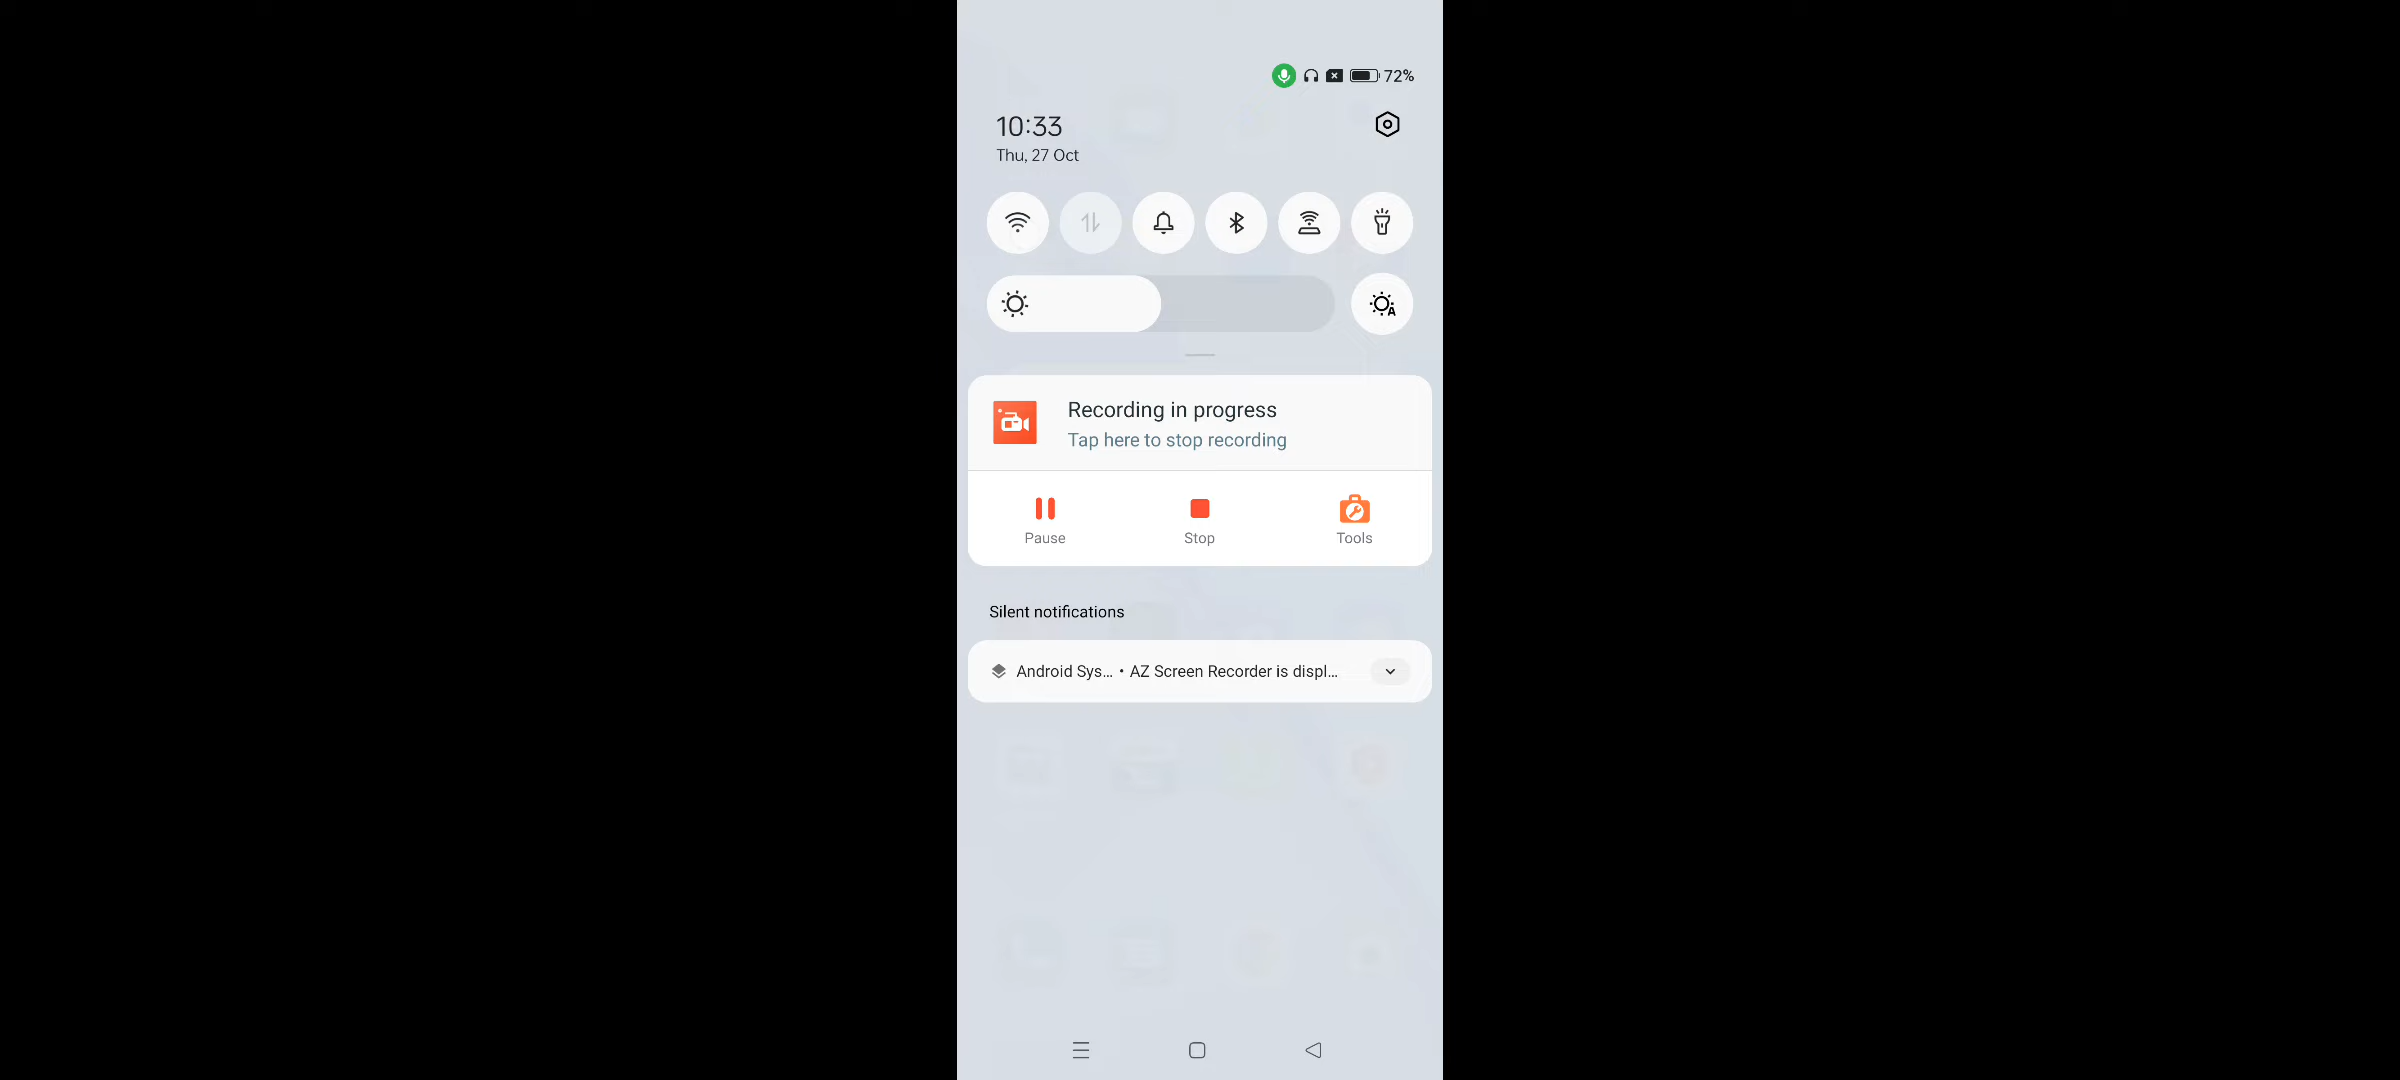 72%
10:33
Thu, 27 Oct
Recording in progress
Tap here to stop recording
Pause
Stop
Tools
Silent notifications
Android Sys... • AZ Screen Recorder is displ...